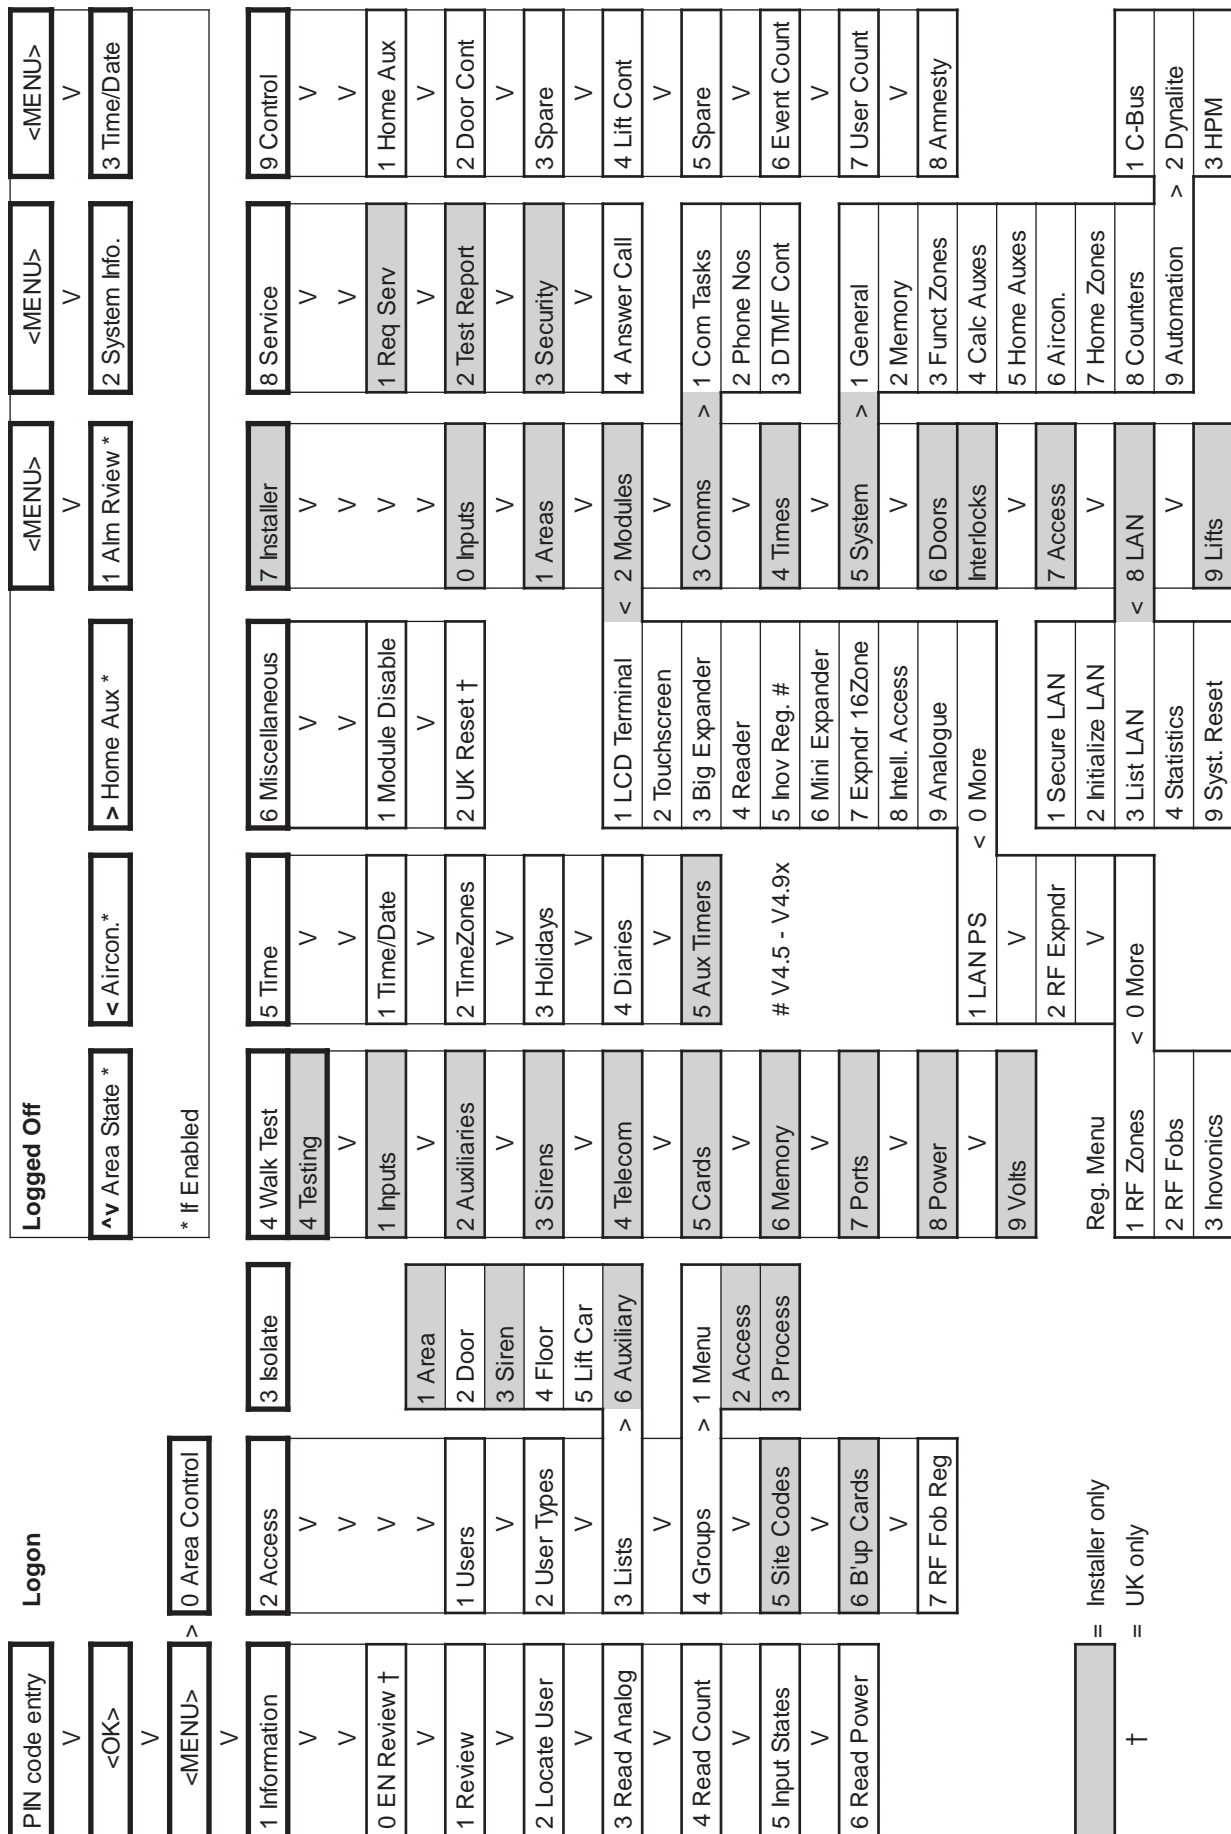 PIN code entry
Logon
Logged Off
<MENU>
<MENU>
<MENU>
V
V
V
V
<OK>
^v Area State *
< Aircon.*
> Home Aux *
1 Alm Rview *
2 System Info.
3 Time/Date
V
<MENU>
> 0 Area Control
* If Enabled
V
1 Information
V
V
0 EN Review †
V
1 Review
V
2 Locate User
V
3 Read Analog
V
4 Read Count
V
5 Input States
V
6 Read Power
2 Access
V
V
V
V
1 Users
V
2 User Types
V
3 Lists
>
V
4 Groups
>
V
5 Site Codes
V
6 B'up Cards
V
7 RF Fob Reg
3 Isolate
1 Area
2 Door
3 Siren
4 Floor
5 Lift Car
6 Auxiliary
1 Menu
2 Access
3 Process
4 Walk Test
4 Testing
V
1 Inputs
V
2 Auxiliaries
V
3 Sirens
V
4 Telecom
V
5 Cards
V
6 Memory
V
7 Ports
V
8 Power
V
9 Volts
Reg. Menu
1 RF Zones
2 RF Fobs
3 Inovonics
5 Time
V
V
1 Time/Date
V
2 TimeZones
V
3 Holidays
V
4 Diaries
V
5 Aux Timers
# V4.5 - V4.9x
1 LAN PS
V
2 RF Expndr
V
< 0 More
6 Miscellaneous
V
V
1 Module Disable
V
2 UK Reset †
1 LCD Terminal
2 Touchscreen
3 Big Expander
4 Reader
5 Inov Reg. #
6 Mini Expander
7 Expndr 16Zone
8 Intell. Access
9 Analogue
< 0 More
1 Secure LAN
2 Initialize LAN
3 List LAN
4 Statistics
9 Syst. Reset
7 Installer
V
V
V
V
0 Inputs
V
1 Areas
V
< 2 Modules
V
3 Comms
>
V
4 Times
V
5 System
>
V
6 Doors
Interlocks
V
7 Access
V
< 8 LAN
V
9 Lifts
8 Service
V
V
1 Req Serv
V
2 Test Report
V
3 Security
V
4 Answer Call
1 Com Tasks
2 Phone Nos
3 DTMF Cont
1 General
2 Memory
3 Funct Zones
4 Calc Auxes
5 Home Auxes
6 Aircon.
7 Home Zones
8 Counters
9 Automation
>
9 Control
V
V
1 Home Aux
V
2 Door Cont
V
3 Spare
V
4 Lift Cont
V
5 Spare
V
6 Event Count
V
7 User Count
V
8 Amnesty
1 C-Bus
2 Dynalite
3 HPM
= Installer only
† = UK only